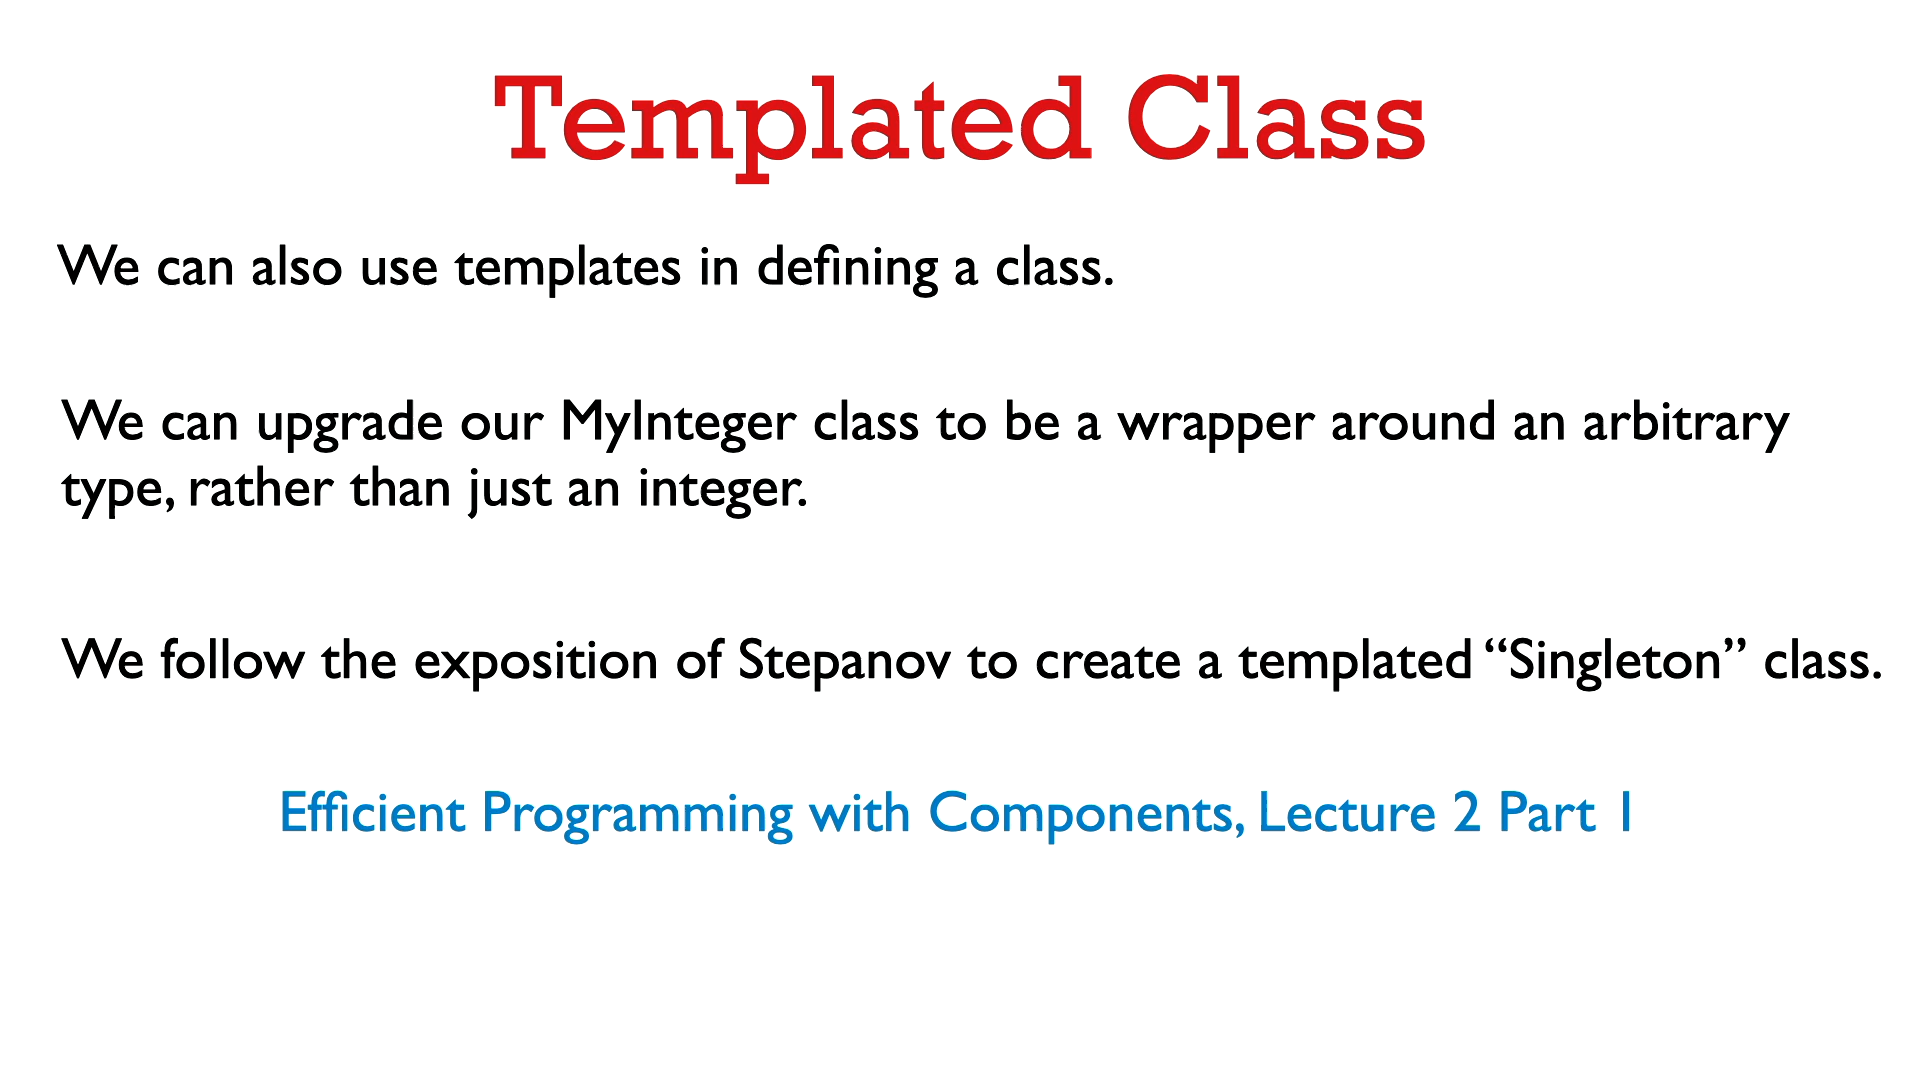 Templated Class
We can also use templates in defining a class.
We can upgrade our MyInteger class to be a wrapper around an arbitrary
type, rather than just an integer.
We follow the exposition of Stepanov to create a templated “Singleton” class.
Efficient Programming with Components, Lecture 2 Part 1